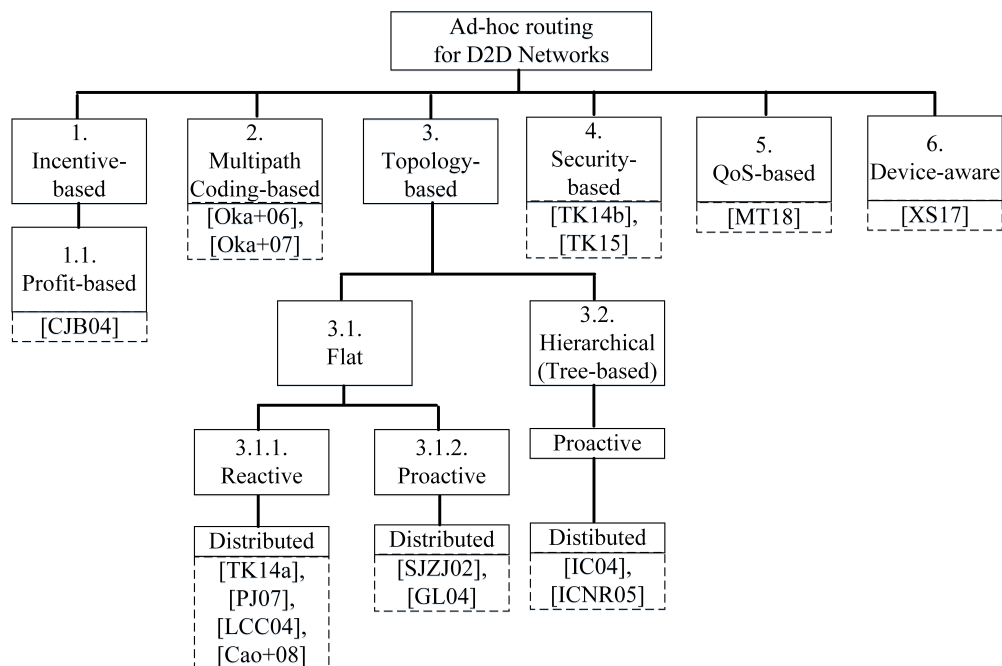 Ad-hoc routing
for D2D Networks
1.
Incentive-
based
2.
Multipath
Coding-based
[Oka+06],
[Oka+07]
3.
Topology-
based
4.
Security-
based
[TK14b],
[TK15]
5.
QoS-based
[MT18]
6.
Device-aware
[XS17]
1.1.
Profit-based
[CJB04]
3.1.
Flat
3.2.
Hierarchical
(Tree-based)
3.1.1.
Reactive
3.1.2.
Proactive
Proactive
Distributed
[TK14a],
[PJ07],
[LCC04],
[Cao+08]
Distributed
[SJZJ02],
[GL04]
Distibuted
[IC04],
[ICNR05]